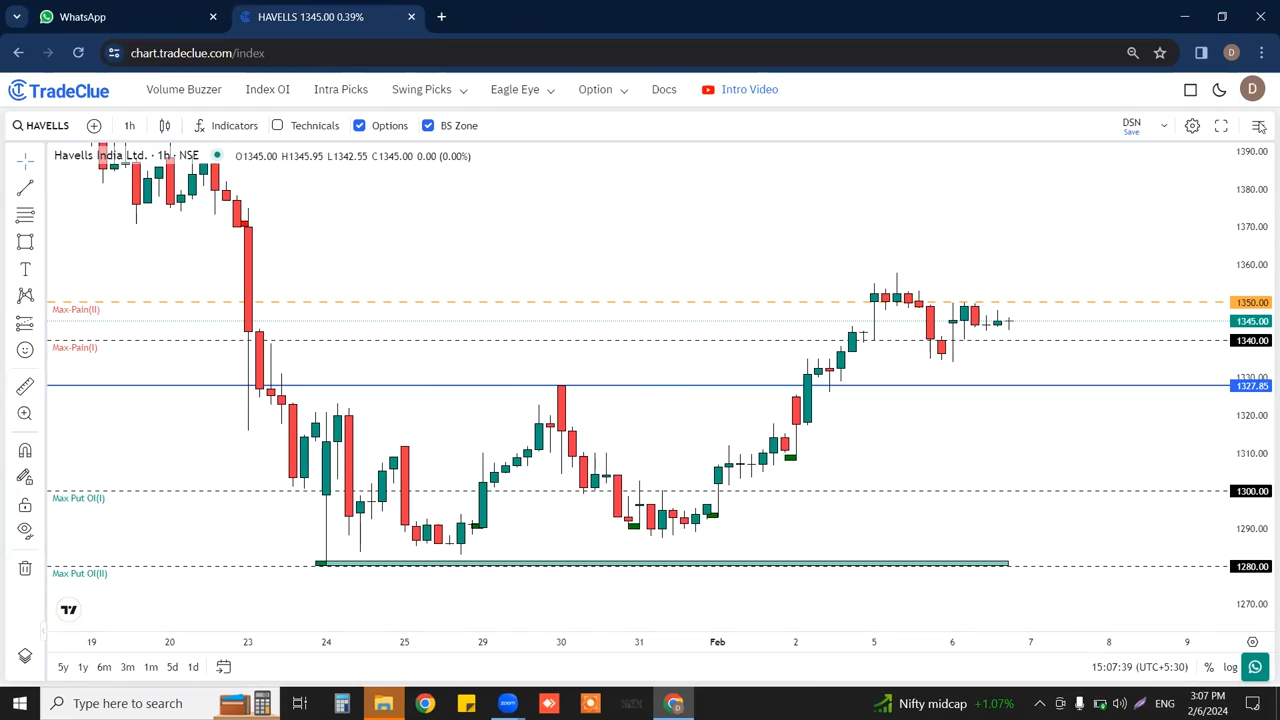 WhatsApp
HAVELLS 1345.00 0.39%
chart.tradeclue.com/index
D
TradeClue
Volume Buzzer
Index OI
Intra Picks
Swing Picks
Eagle Eye
Option
Docs
Intro Video
D
HAVELLS
1h
Indicators
Technicals
Options
BS Zone
DSN
Save
Havells India Ltd. · 1h · NSE
O1345.00 H1345.95 L1342.55 C1345.00 0.00 (0.00%)
1390.00
1380.00
1370.00
1360.00
1350.00
Max-Pain(II)
1345.00
1340.00
Max-Pain(I)
1330.00
1327.85
1320.00
1310.00
1300.00
Max Put OI(I)
1290.00
1280.00
Max Put OI(II)
1270.00
19 20 23 24 25 29 30 31 Feb 2 5 6 7 8 9
5y 1y 6m 3m 1m 5d 1d
15:07:39 (UTC+5:30)
%
log
Type here to search
zoom
Nifty midcap +1.07%
ENG
3:07 PM
2/6/2024